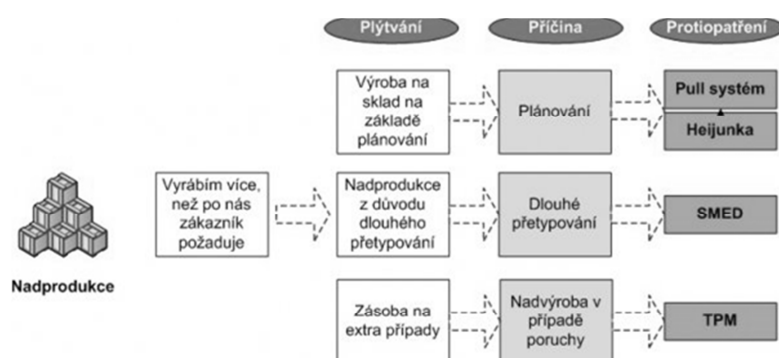 Plýtvání
Příčina
Protiopatření
Výroba na
sklad na
základě
plánování
Plánování
Pull systém
Heijunka
Vyrábím více,
než po nás
zákazník
požaduje
Nadprodukce
z důvodu
dlouhého
přetypování
Dlouhé
přetypování
SMED
Nadprodukce
Zásoba na
extra případy
Nadvýroba v
případě
poruchy
TPM